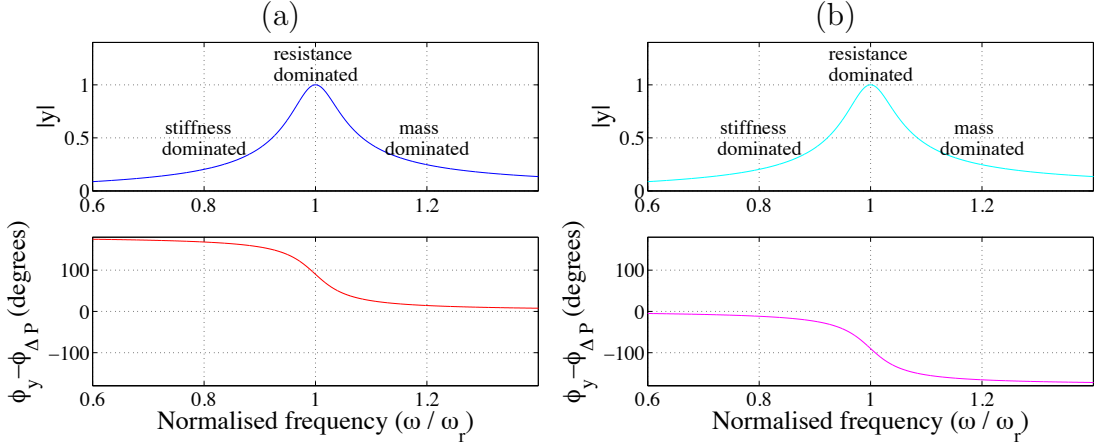 (a)
resistance
dominated
stiffness
dominated
mass
dominated
|y|
1
0.5
0
0.6
0.8
1
1.2
ϕy−ϕΔ P (degrees)
100
0
−100
0.6
0.8
1
1.2
Normalised frequency (ω / ωr)
(b)
resistance
dominated
stiffness
dominated
mass
dominated
|y|
1
0.5
0
0.6
0.8
1
1.2
ϕy−ϕΔ P (degrees)
100
0
−100
0.6
0.8
1
1.2
Normalised frequency (ω / ωr)